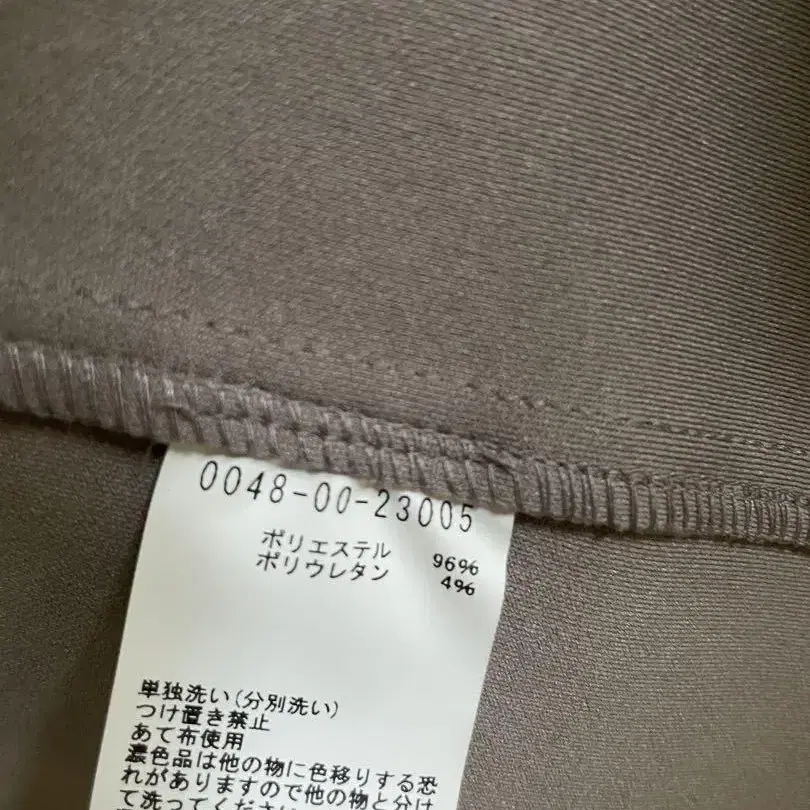 0048-00-23005
ポリエステル 96%
ポリウレタン 4%
単独洗い(分別洗い)
つけ置き禁止
あて布使用
濃色品は他の物に色移りする恐
れがありますので他の物と分け
て洗ってください